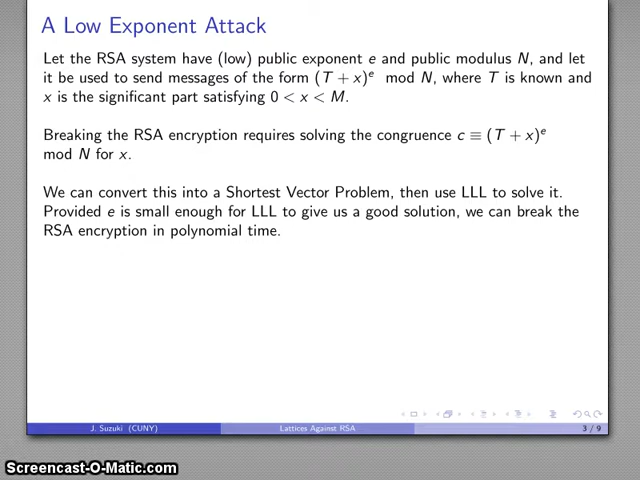 A Low Exponent Attack
Let the RSA system have (low) public exponent e and public modulus N, and let
it be used to send messages of the form (T + x)^e mod N, where T is known and
x is the significant part satisfying 0 < x < M.
Breaking the RSA encryption requires solving the congruence c ≡ (T + x)^e
mod N for x.
We can convert this into a Shortest Vector Problem, then use LLL to solve it.
Provided e is small enough for LLL to give us a good solution, we can break the
RSA encryption in polynomial time.
J. Suzuki (CUNY) Lattices Against RSA 3 / 9
Screencast-O-Matic.com